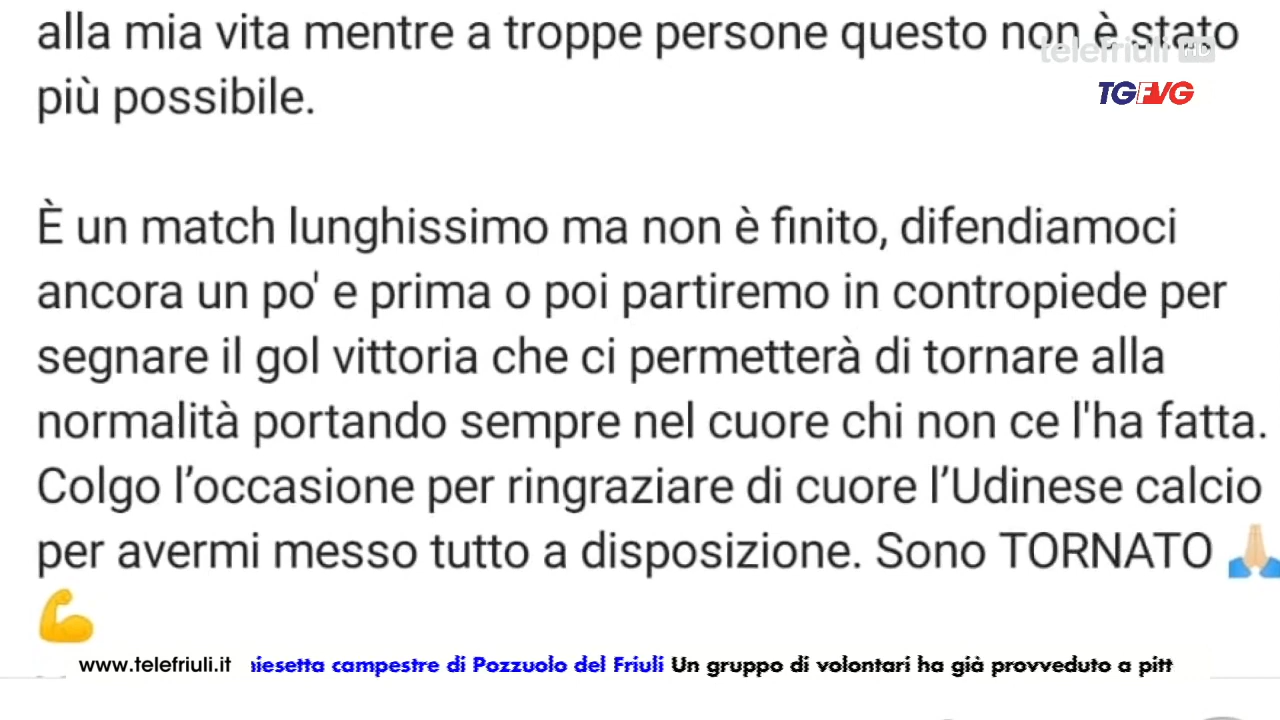 alla mia vita mentre a troppe persone questo non è stato
più possibile.
telefriuli HD
TGFVG
È un match lunghissimo ma non è finito, difendiamoci
ancora un po' e prima o poi partiremo in contropiede per
segnare il gol vittoria che ci permetterà di tornare alla
normalità portando sempre nel cuore chi non ce l'ha fatta.
Colgo l’occasione per ringraziare di cuore l’Udinese calcio
per avermi messo tutto a disposizione. Sono TORNATO 🙏🏻
💪
www.telefriuli.it hiesetta campestre di Pozzuolo del Friuli Un gruppo di volontari ha già provveduto a pitt